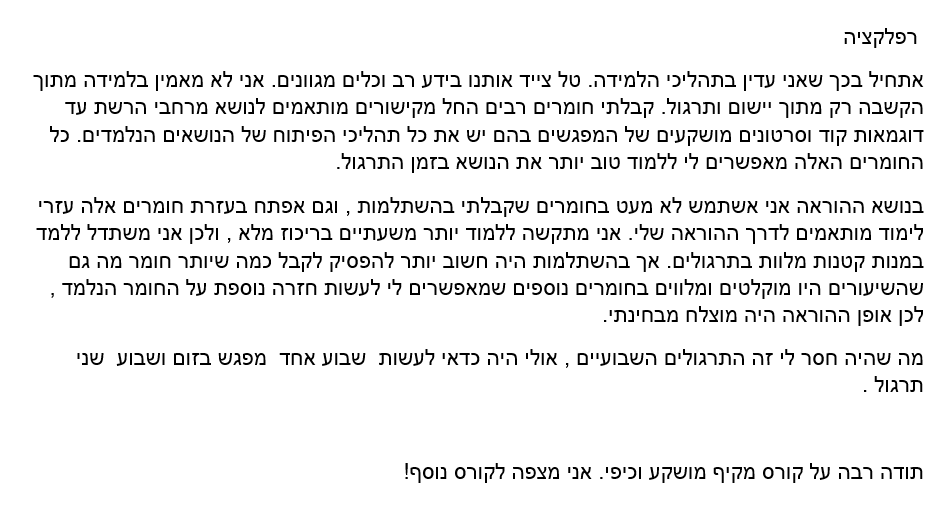 רפלקציה
אתחיל בכך שאני עדין בתהליכי הלמידה. טל צייד אותנו בידע רב וכלים מגוונים. אני לא מאמין בלמידה מתוך
הקשבה רק מתוך יישום ותרגול. קבלתי חומרים רבים החל מקישורים מותאמים לנושא מרחבי הרשת עד
דוגמאות קוד וסרטונים מושקעים של המפגשים בהם יש את כל תהליכי הפיתוח של הנושאים הנלמדים. כל
החומרים האלה מאפשרים לי ללמוד טוב יותר את הנושא בזמן התרגול.
בנושא ההוראה אני אשתמש לא מעט בחומרים שקבלתי בהשתלמות , וגם אפתח בעזרת חומרים אלה עזרי
לימוד מותאמים לדרך ההוראה שלי. אני מתקשה ללמוד יותר משעתיים בריכוז מלא , ולכן אני משתדל ללמד
במנות קטנות מלוות בתרגולים. אך בהשתלמות היה חשוב יותר להפסיק לקבל כמה שיותר חומר מה גם
שהשיעורים היו מוקלטים ומלווים בחומרים נוספים שמאפשרים לי לעשות חזרה נוספת על החומר הנלמד ,
לכן אופן ההוראה היה מוצלח מבחינתי.
מה שהיה חסר לי זה התרגולים השבועיים , אולי היה כדאי לעשות  שבוע אחד  מפגש בזום ושבוע  שני
תרגול .
תודה רבה על קורס מקיף מושקע וכיפי. אני מצפה לקורס נוסף!